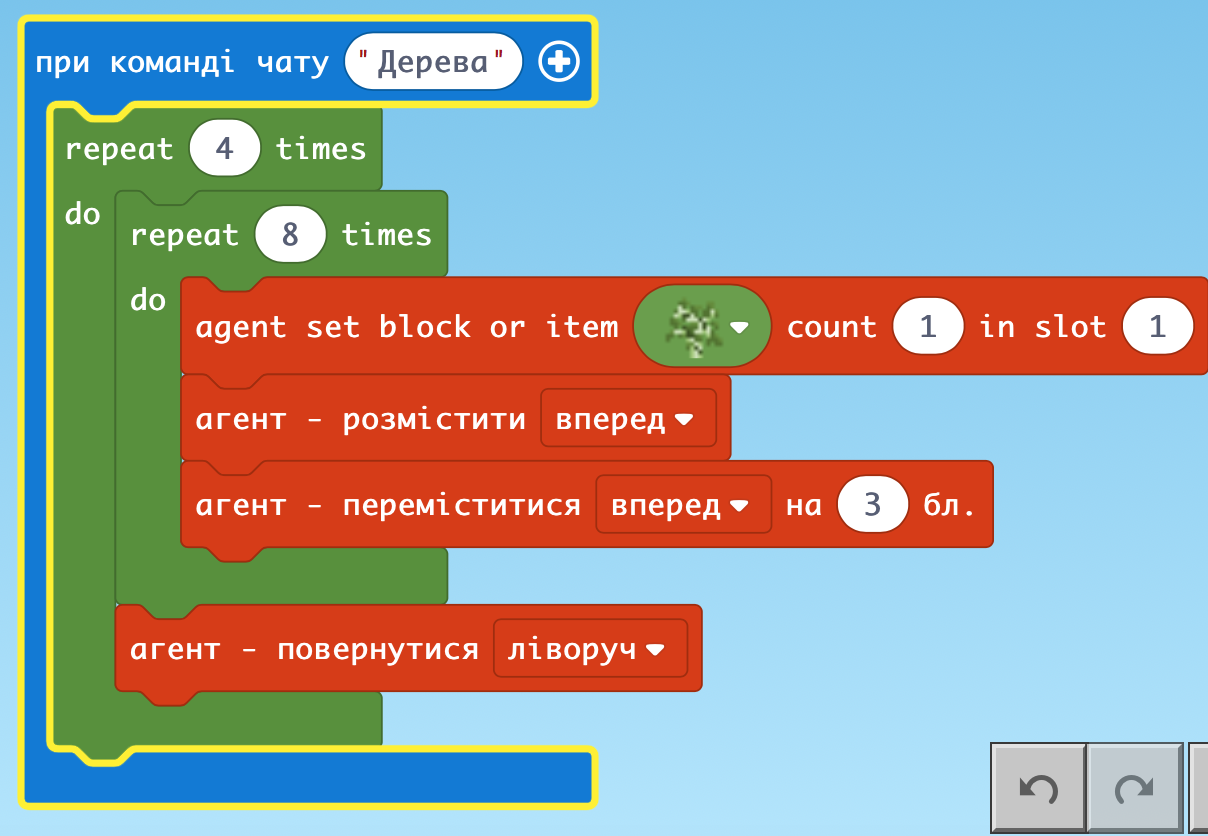 при команді чату "Дерева"
repeat 4 times
do
repeat 8 times
do
agent set block or item count 1 in slot 1
агент - розмістити вперед
агент - переміститися вперед на 3 бл.
агент - повернутися ліворуч